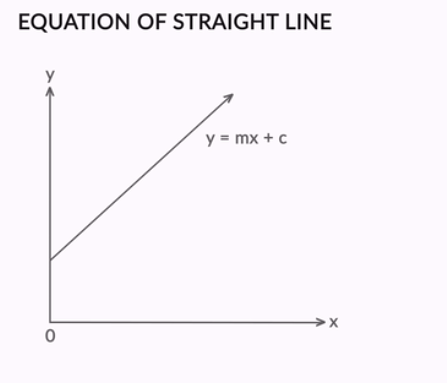 EQUATION OF STRAIGHT LINE
y
y = mx + c
x
0